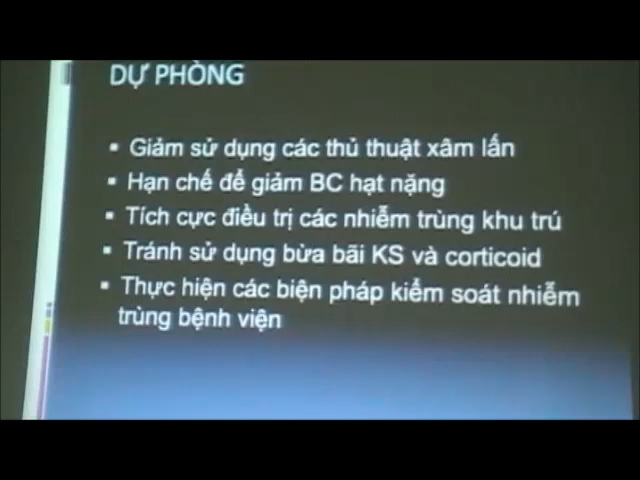 DỰ PHÒNG
▪ Giảm sử dụng các thủ thuật xâm lấn
▪ Hạn chế để giảm BC hạt nặng
▪ Tích cực điều trị các nhiễm trùng khu trú
▪ Tránh sử dụng bừa bãi KS và corticoid
▪ Thực hiện các biện pháp kiểm soát nhiễm
trùng bệnh viện